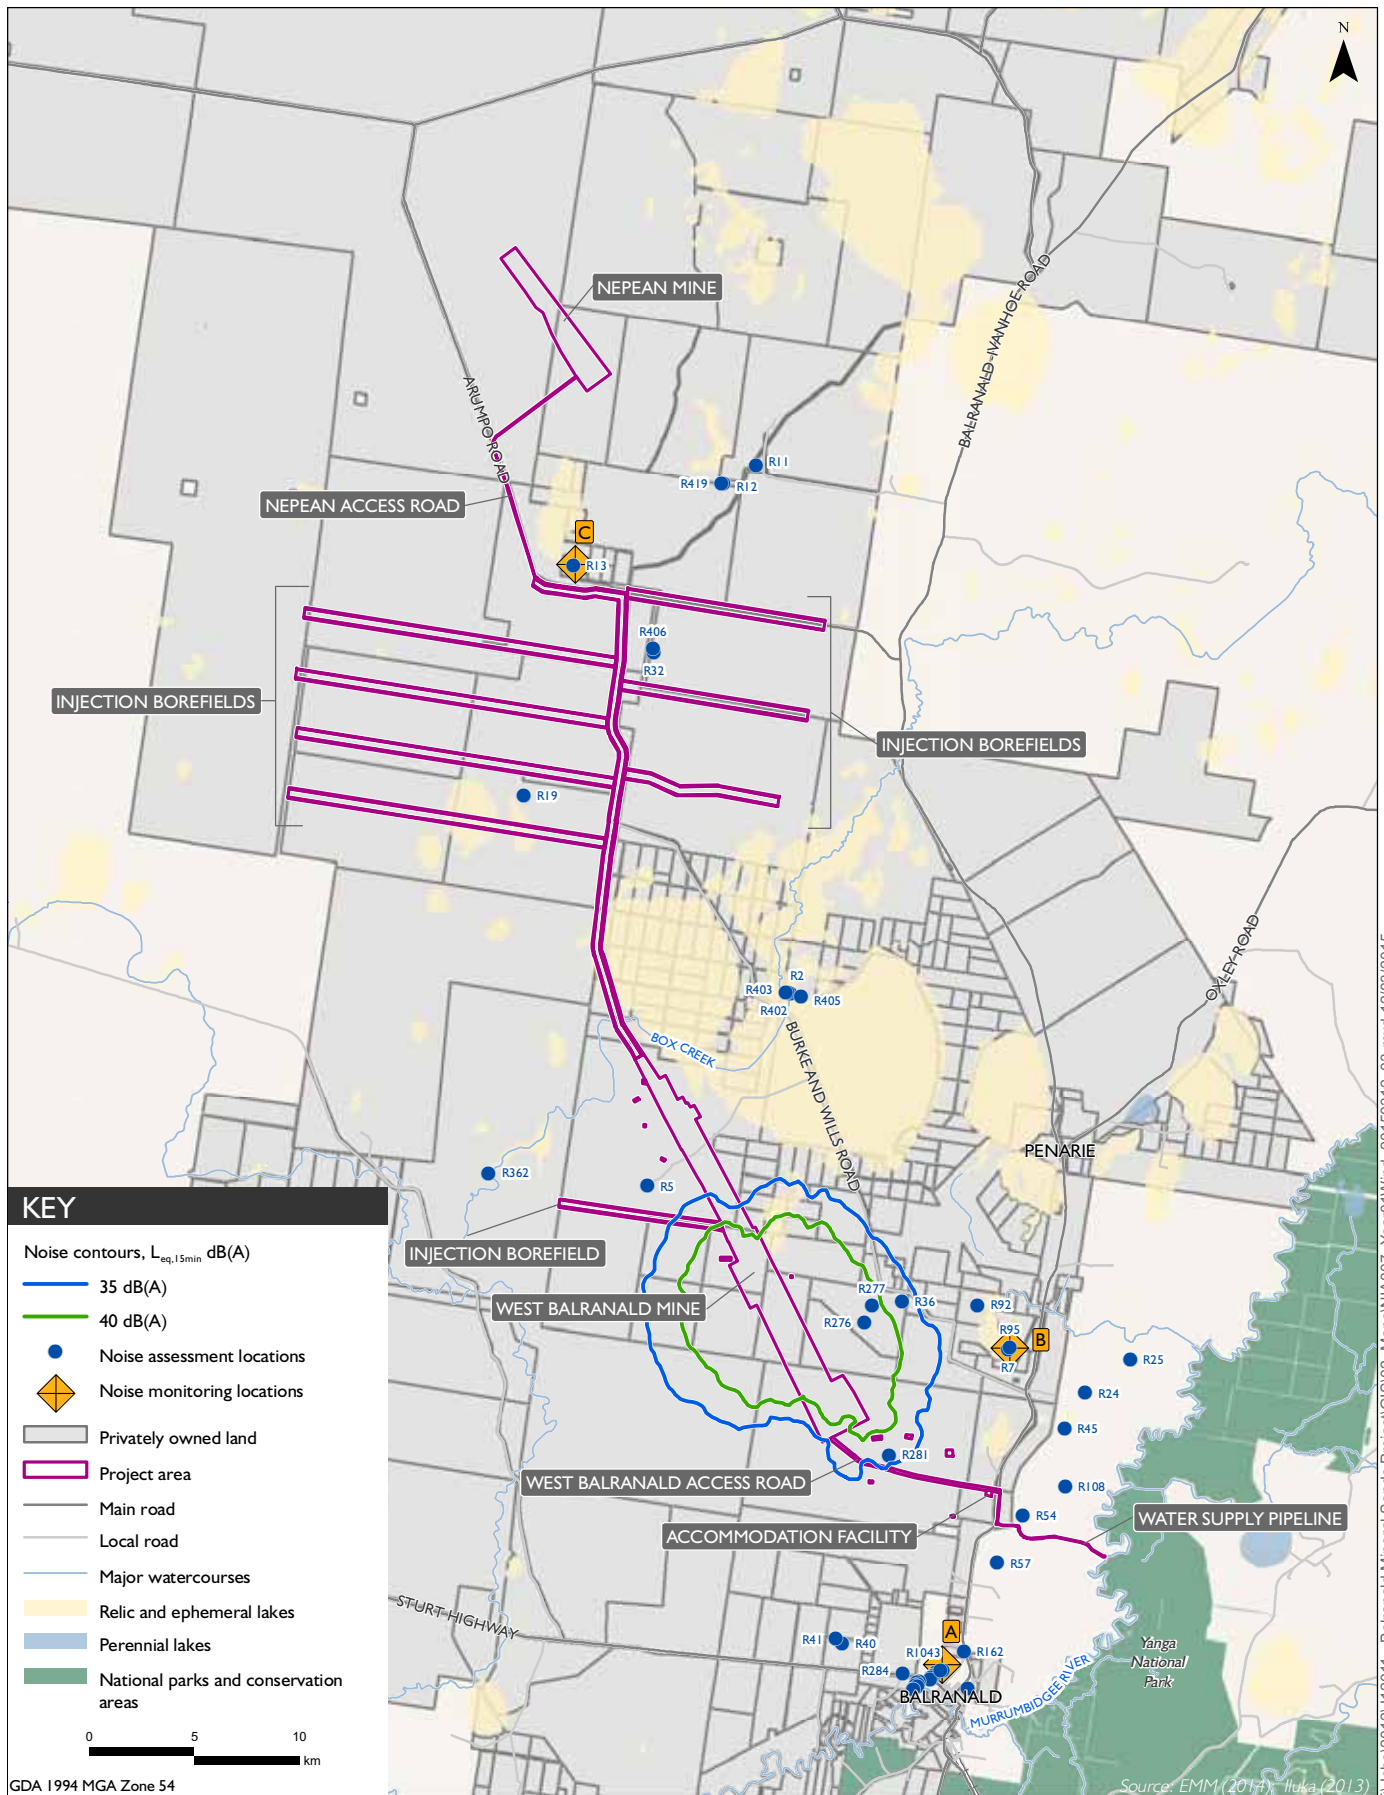 N
NEPEAN MINE
BALRANALD-IVANHOE ROAD
ARUMPO ROAD
R11
R419
R12
NEPEAN ACCESS ROAD
C
R13
R406
R32
INJECTION BOREFIELDS
INJECTION BOREFIELDS
R19
OXLEY ROAD
R2
R403
R405
R402
BOX CREEK
BURKE AND WILLS ROAD
PENARIE
R362
R5
INJECTION BOREFIELD
R277
R36
R92
WEST BALRANALD MINE
R276
R95
B
R7
R25
R24
R45
R281
WEST BALRANALD ACCESS ROAD
R108
R54
WATER SUPPLY PIPELINE
ACCOMMODATION FACILITY
R57
STURT HIGHWAY
A
R41
R40
R1043
R162
R284
BALRANALD
MURRUMBIDGEE RIVER
Yanga
National
Park
KEY
Noise contours, Leq,15min dB(A)
35 dB(A)
40 dB(A)
Noise assessment locations
Noise monitoring locations
Privately owned land
Project area
Main road
Local road
Major watercourses
Relic and ephemeral lakes
Perennial lakes
National parks and conservation
areas
0 5 10
km
GDA 1994 MGA Zone 54
Source: EMM (2014); Iluka (2013)